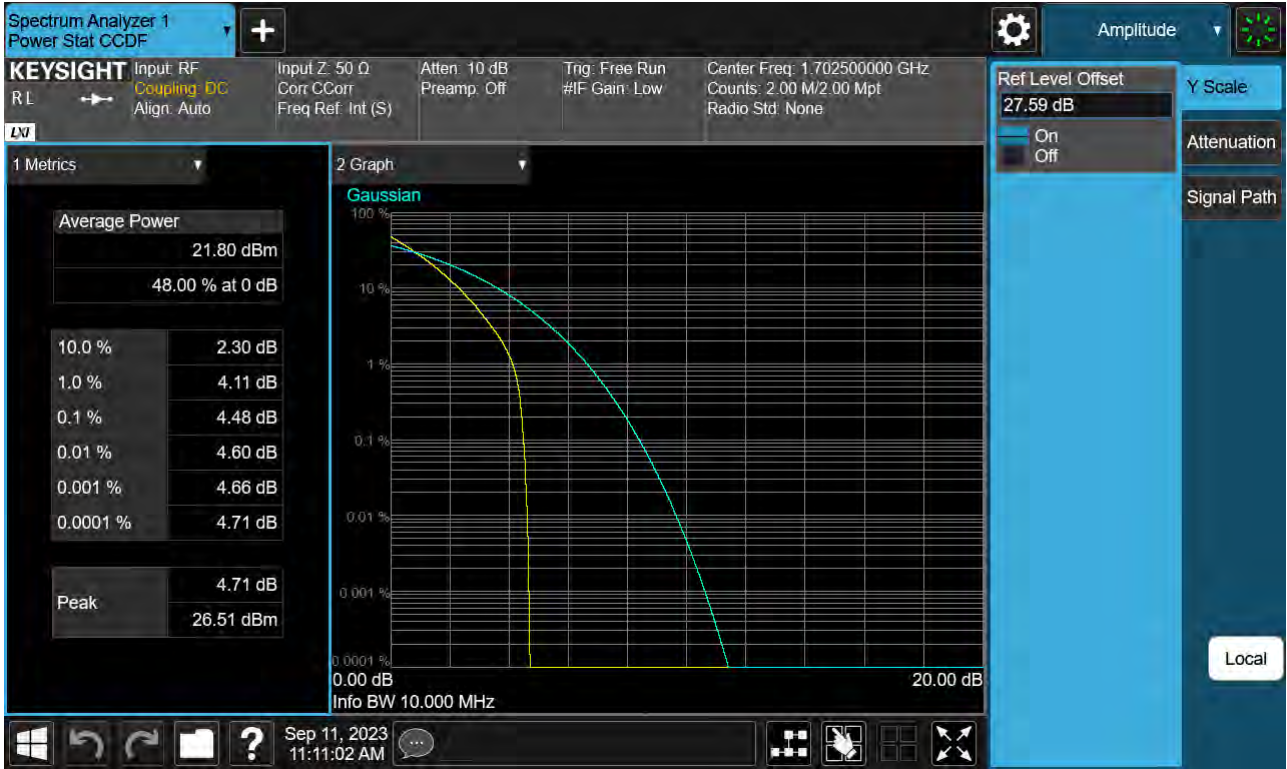 Spectrum Analyzer 1
Power Stat CCDF
Amplitude
KEYSIGHT
R L
LXI
Input: RF
Coupling: DC
Align: Auto
Input Z: 50 Ω
Corr CCorr
Freq Ref: Int (S)
Atten: 10 dB
Preamp: Off
Trig: Free Run
#IF Gain: Low
Center Freq: 1.702500000 GHz
Counts: 2.00 M/2.00 Mpt
Radio Std: None
Ref Level Offset
27.59 dB
On
Off
Y Scale
Attenuation
Signal Path
1 Metrics
Average Power
21.80 dBm
48.00 % at 0 dB
10.0 % 2.30 dB
1.0 % 4.11 dB
0.1 % 4.48 dB
0.01 % 4.60 dB
0.001 % 4.66 dB
0.0001 % 4.71 dB
Peak
4.71 dB
26.51 dBm
2 Graph
Gaussian
100 %
10 %
1 %
0.1 %
0.01 %
0.001 %
0.0001 %
0.00 dB 20.00 dB
Info BW 10.000 MHz
Local
?
Sep 11, 2023
11:11:02 AM